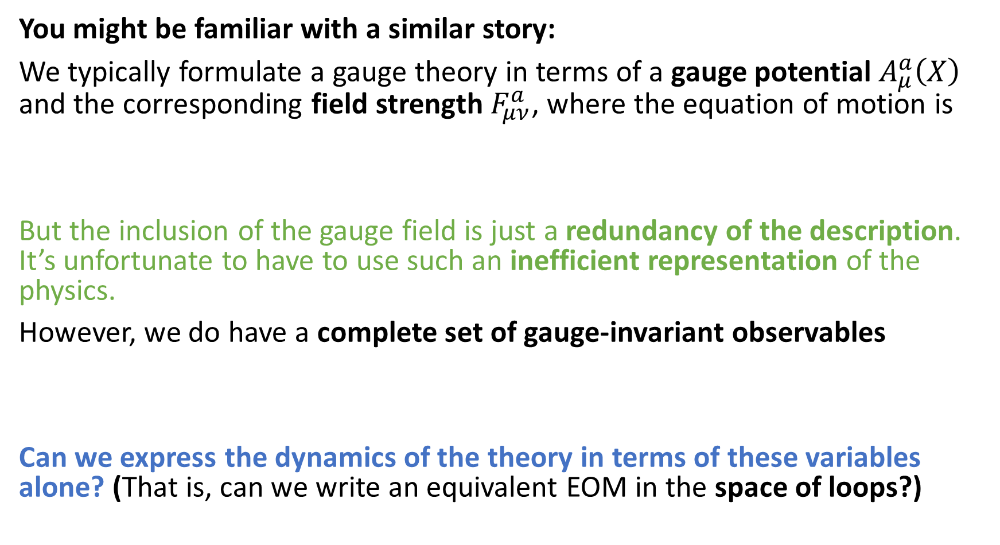 You might be familiar with a similar story:
We typically formulate a gauge theory in terms of a gauge potential $A_\mu^a(X)$
and the corresponding field strength $F_{\mu\nu}^a$, where the equation of motion is
But the inclusion of the gauge field is just a redundancy of the description.
It’s unfortunate to have to use such an inefficient representation of the
physics.
However, we do have a complete set of gauge-invariant observables
Can we express the dynamics of the theory in terms of these variables
alone? (That is, can we write an equivalent EOM in the space of loops?)